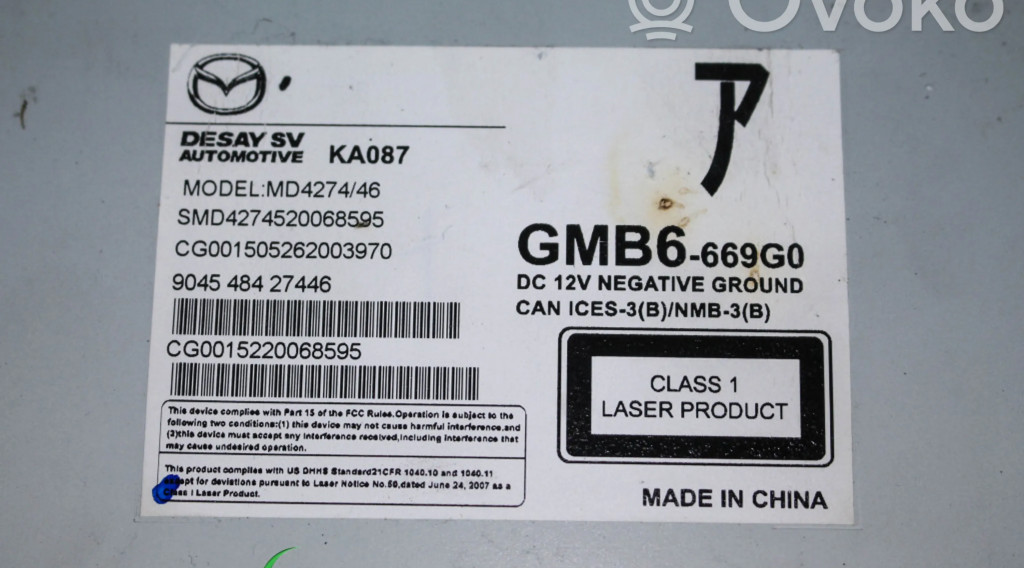 OVOKO
ア
DESAY SV
AUTOMOTIVE KA087
MODEL:MD4274/46
SMD4274520068595
CG001505262003970
9045 484 27446
CG0015220068595
This device complies with Part 15 of the FCC Rules.Operation is subject to the
following two conditions:(1) this device may not cause harmful interference,and
(2)this device must accept any interference received,including interference that
may cause undesired operation.
This product complies with US DHHS Standard21CFR 1040.10 and 1040.11
except for deviations pursuant to Laser Notice No.50,dated June 24, 2007 as a
Class I Laser Product.
GMB6-669G0
DC 12V NEGATIVE GROUND
CAN ICES-3(B)/NMB-3(B)
CLASS 1
LASER PRODUCT
MADE IN CHINA